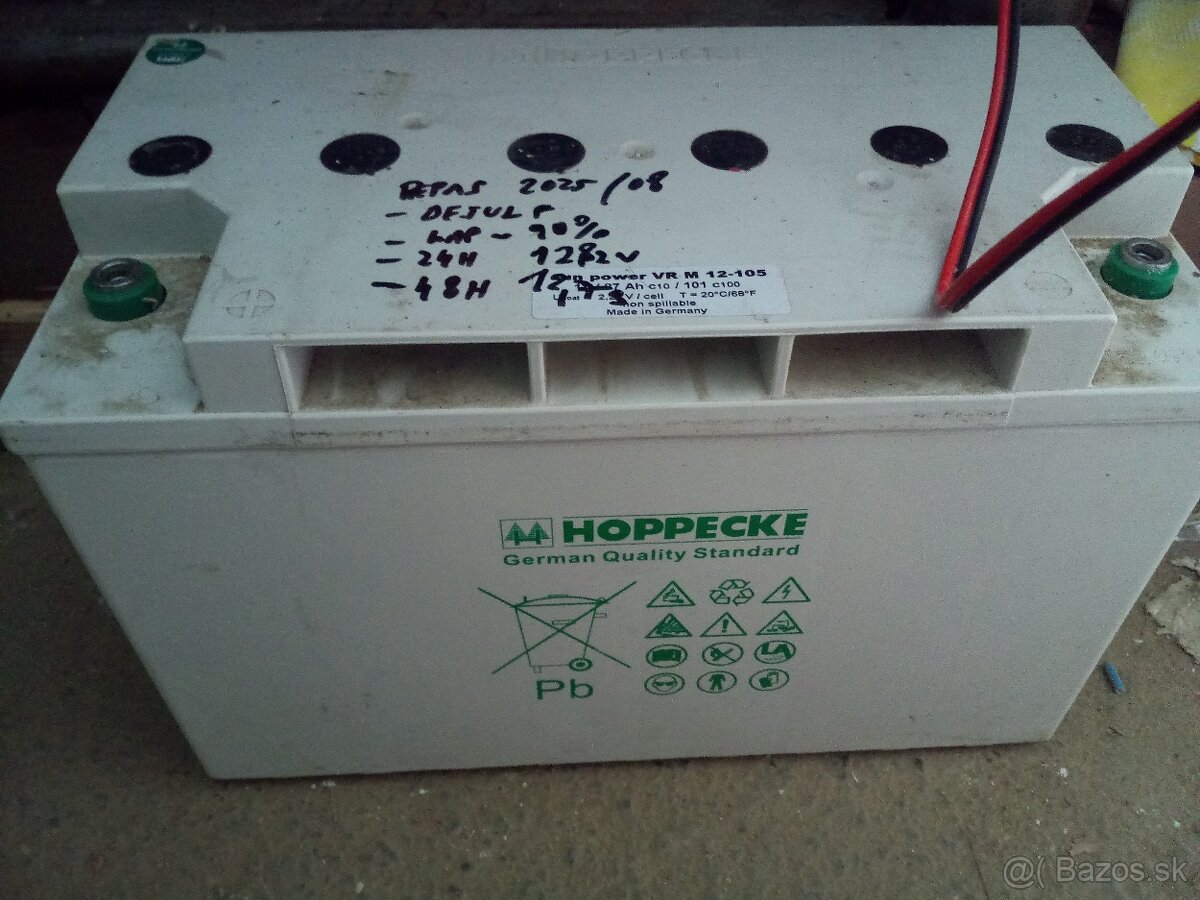 REPAS 2025/08
- DESULF
- KAP - 90%
- 24H 12,82V
- 48H
power VR M 12-105
Ah C10 / 101 C100
V / cell T = 20°C/68°F
non spillable
Made in Germany
HOPPECKE
German Quality Standard
Pb
@( Bazos.sk